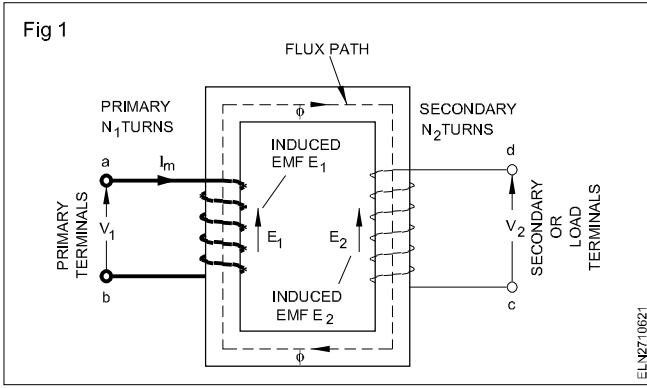 Fig 1
FLUX PATH
ϕ
PRIMARY
N₁TURNS
SECONDARY
N₂TURNS
a
Iₘ
INDUCED
EMF E₁
d
PRIMARY
TERMINALS
V₁
E₁
E₂
V₂
SECONDARY
OR
LOAD
TERMINALS
b
INDUCED
EMF E₂
c
ϕ
ELN2710621